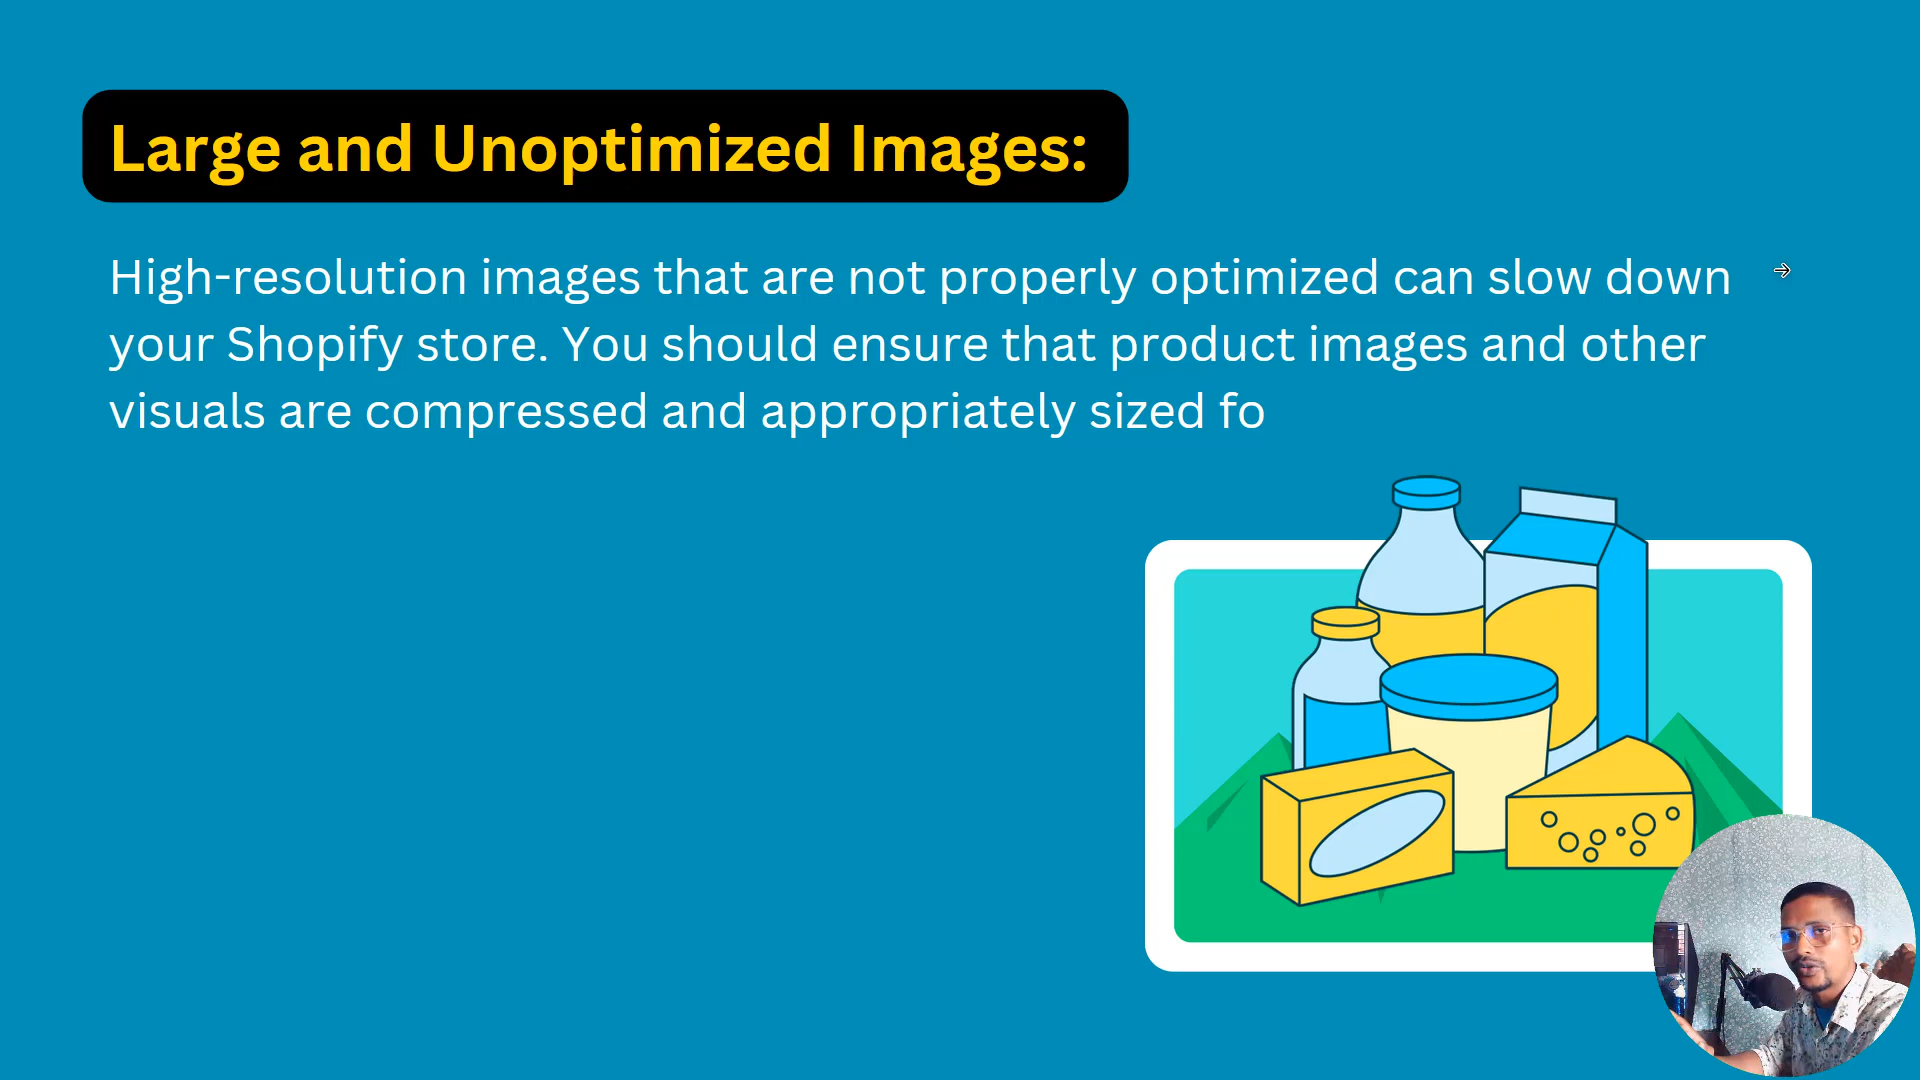 Large and Unoptimized Images:
High-resolution images that are not properly optimized can slow down
your Shopify store. You should ensure that product images and other
visuals are compressed and appropriately sized fo